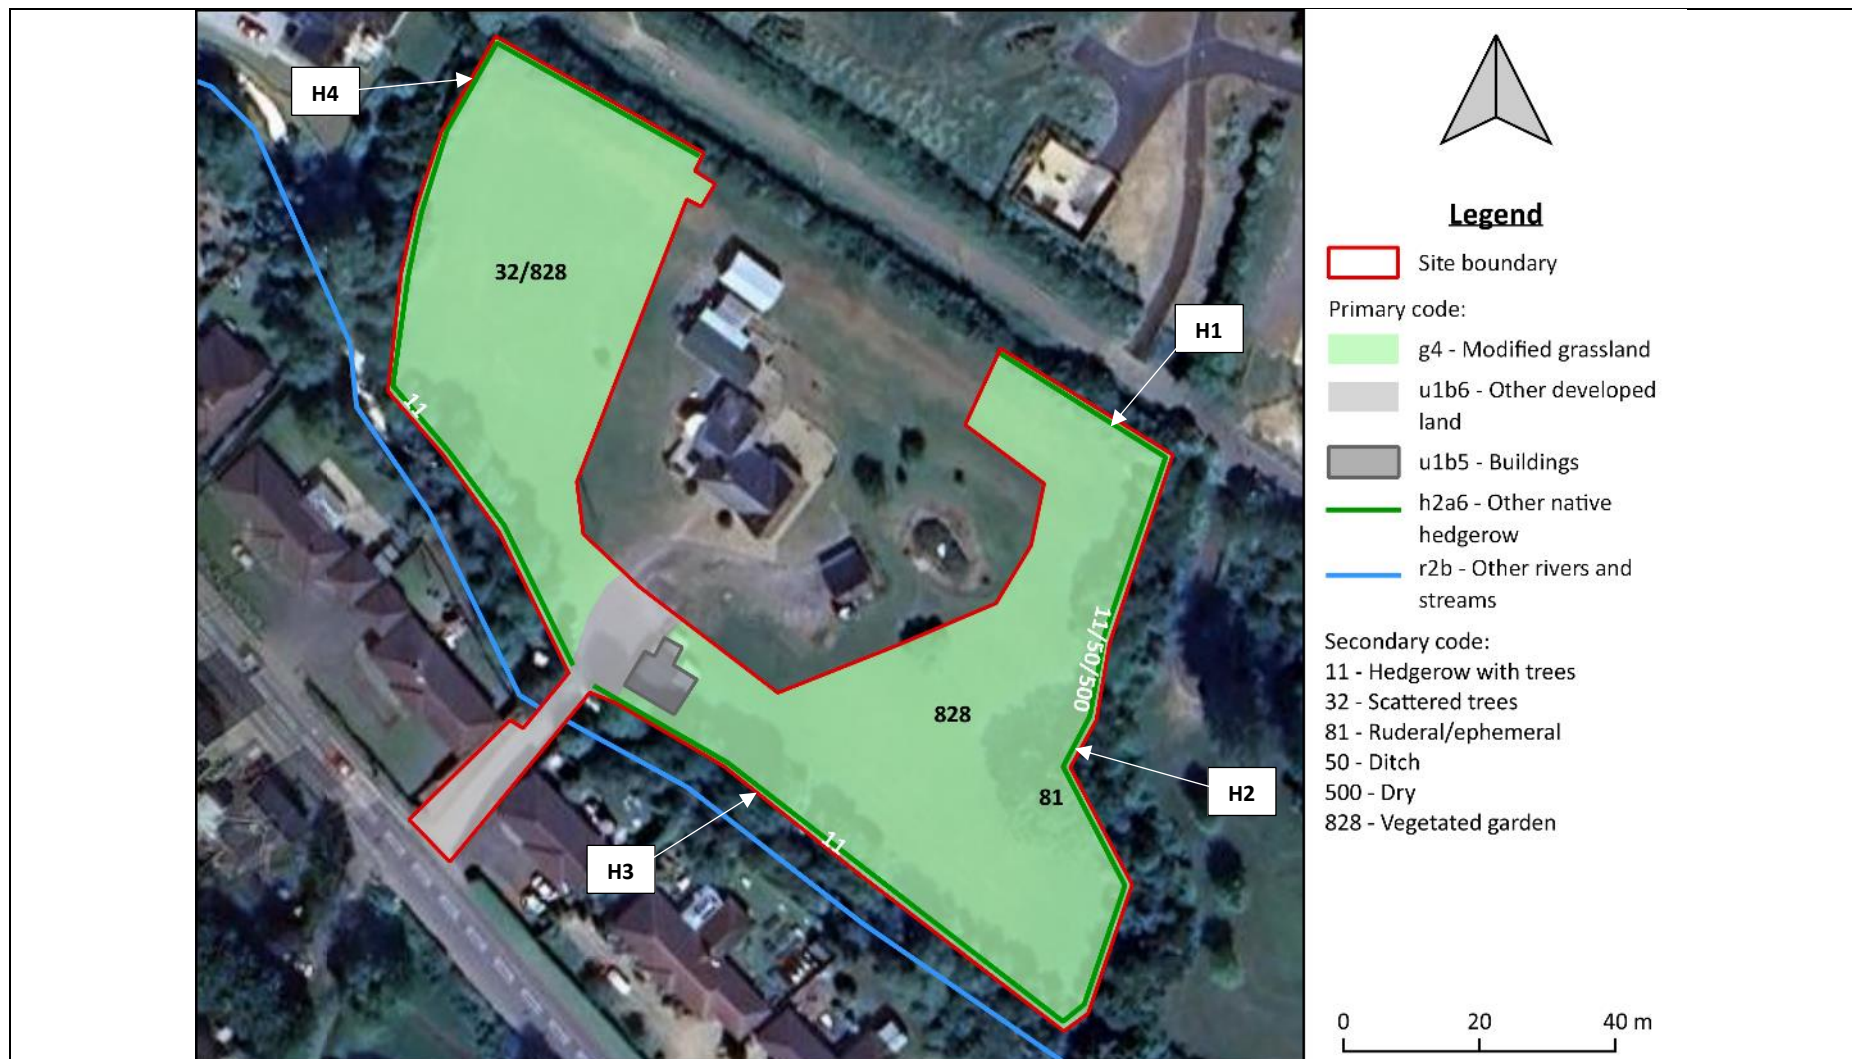 H4
32/828
H1
11
11/50/500
828
81
H2
11
H3
Legend
Site boundary
Primary code:
g4 - Modified grassland
u1b6 - Other developed
land
u1b5 - Buildings
h2a6 - Other native
hedgerow
r2b - Other rivers and
streams
Secondary code:
11 - Hedgerow with trees
32 - Scattered trees
81 - Ruderal/ephemeral
50 - Ditch
500 - Dry
828 - Vegetated garden
0 20 40 m